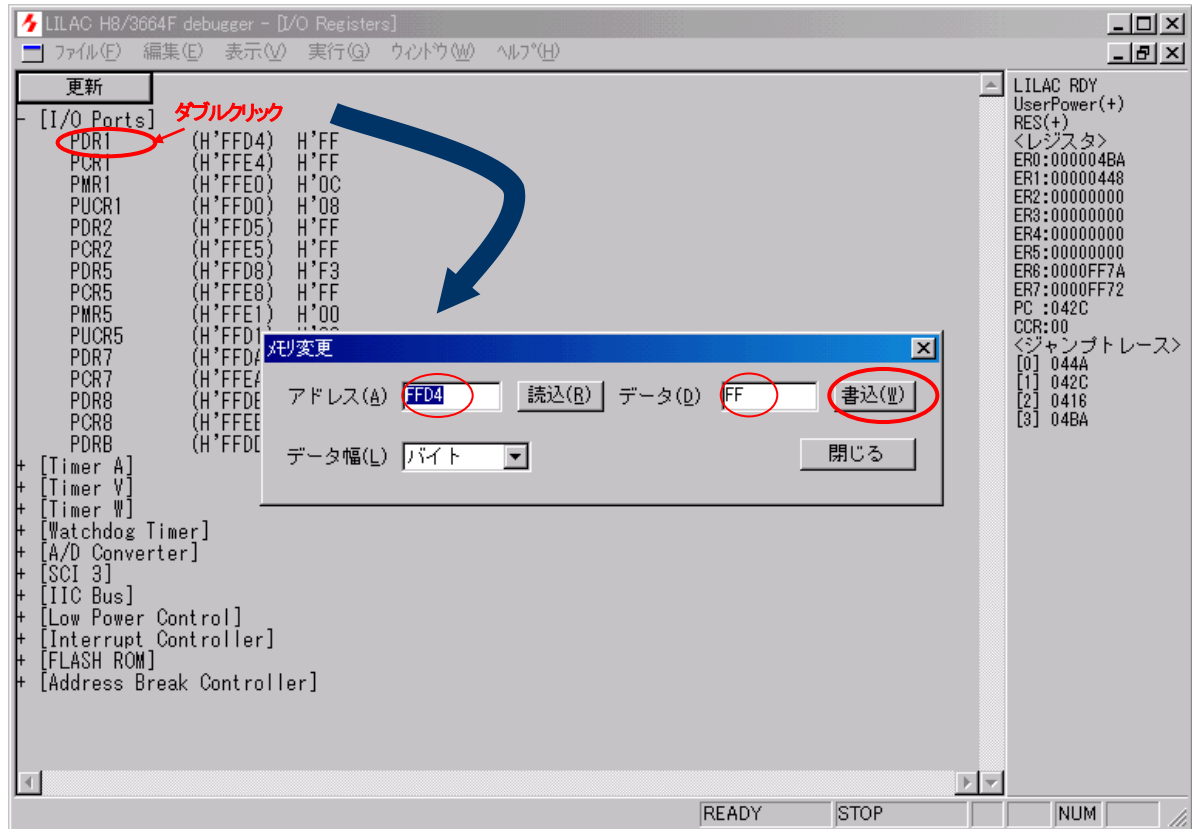 LILAC H8/3664F debugger - [I/O Registers]
ファイル(F) 編集(E) 表示(V) 実行(G) ウィンドウ(W) ヘルプ(H)
更新
ダブルクリック
- [I/O Ports]
PDR1 (H'FFD4) H'FF
PCR1 (H'FFE4) H'FF
PMR1 (H'FFE0) H'0C
PUCR1 (H'FFD0) H'08
PDR2 (H'FFD5) H'FF
PCR2 (H'FFE5) H'FF
PDR5 (H'FFD8) H'F3
PCR5 (H'FFE8) H'FF
PMR5 (H'FFE1) H'00
PUCR5 (H'FFD1)
PDR7 (H'FFDA
PCR7 (H'FFEA
PDR8 (H'FFDB
PCR8 (H'FFEB
PDRB (H'FFDD
+ [Timer A]
+ [Timer V]
+ [Timer W]
+ [Watchdog Timer]
+ [A/D Converter]
+ [SCI 3]
+ [IIC Bus]
+ [Low Power Control]
+ [Interrupt Controller]
+ [FLASH ROM]
+ [Address Break Controller]
メモリ変更
アドレス(A) FFD4 読込(R) データ(D) FF 書込(W)
データ幅(L) バイト 閉じる
LILAC RDY
UserPower(+)
RES(+)
<レジスタ>
ER0:000004BA
ER1:00000448
ER2:00000000
ER3:00000000
ER4:00000000
ER5:00000000
ER6:0000FF7A
ER7:0000FF72
PC :042C
CCR:00
<ジャンプトレース>
[0] 044A
[1] 042C
[2] 0416
[3] 04BA
READY STOP NUM